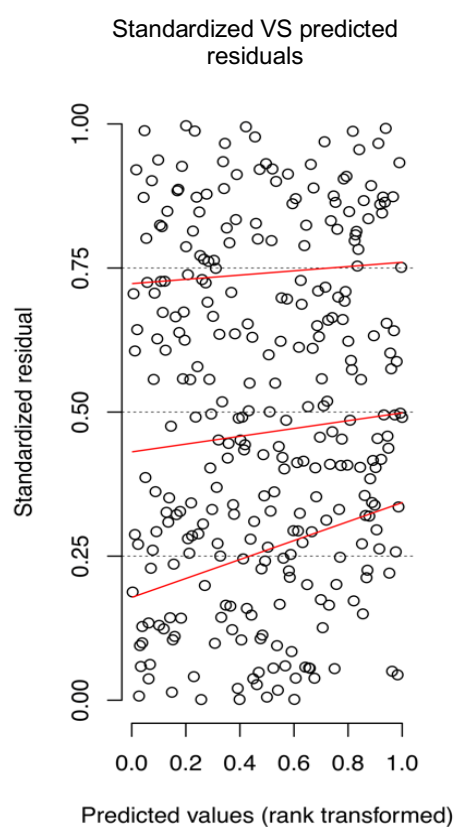 Standardized VS predicted
residuals
1.00
0.75
0.50
0.25
0.00
Standardized residual
0.0 0.2 0.4 0.6 0.8 1.0
Predicted values (rank transformed)